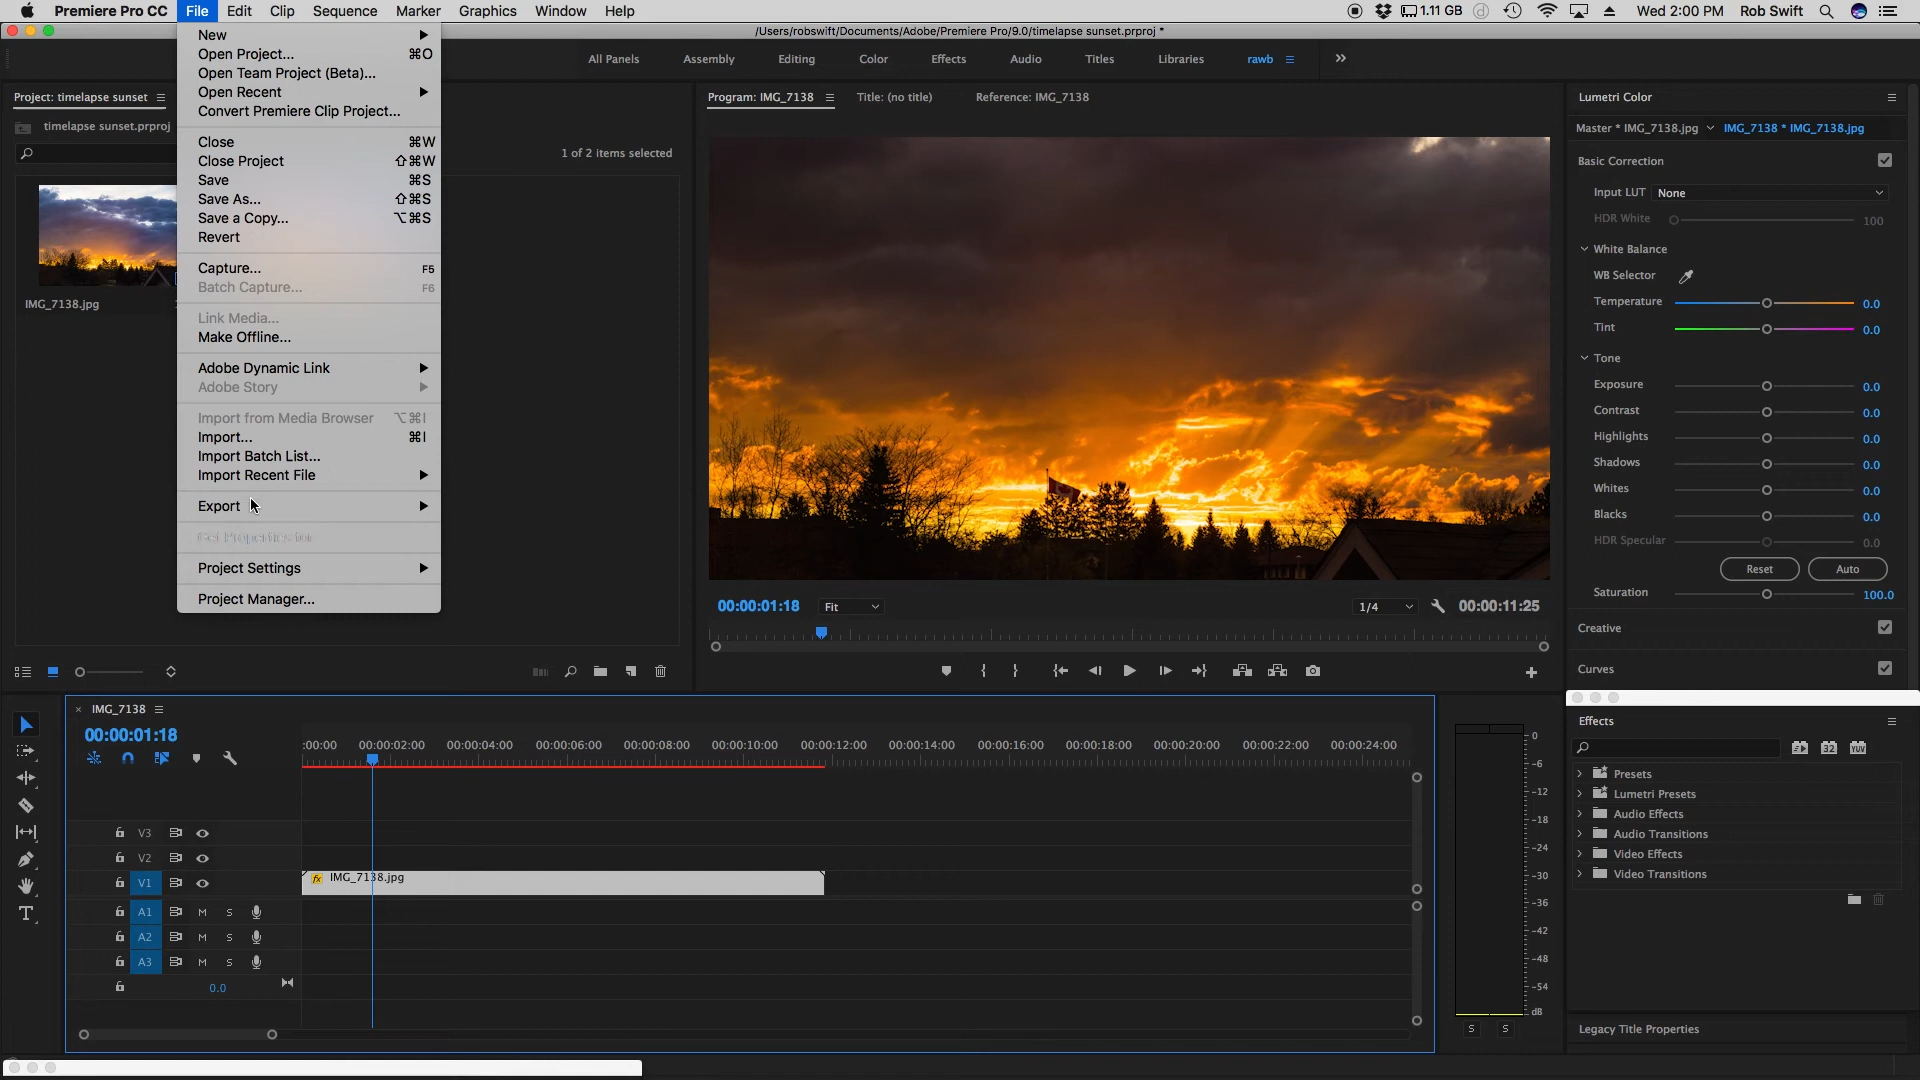 Premiere Pro CC File Edit Clip Sequence Marker Graphics Window Help 1.11 GB Wed 2:00 PM Rob Swift
/Users/robswift/Documents/Adobe/Premiere Pro/9.0/timelapse sunset.prproj *
All Panels Assembly Editing Color Effects Audio Titles Libraries rawb
Project: timelapse sunset
timelapse sunset.prproj
1 of 2 items selected
IMG_7138.jpg
New
Open Project... ⌘O
Open Team Project (Beta)...
Open Recent
Convert Premiere Clip Project...
Close ⌘W
Close Project ⇧⌘W
Save ⌘S
Save As... ⇧⌘S
Save a Copy... ⌥⌘S
Revert
Capture... F5
Batch Capture... F6
Link Media...
Make Offline...
Adobe Dynamic Link
Adobe Story
Import from Media Browser ⌥⌘I
Import... ⌘I
Import Batch List...
Import Recent File
Export
Get Properties for
Project Settings
Project Manager...
Program: IMG_7138 Title: (no title) Reference: IMG_7138
00:00:01:18 Fit 1/4 00:00:11:25
Lumetri Color
Master * IMG_7138.jpg IMG_7138 * IMG_7138.jpg
Basic Correction
Input LUT None
HDR White 100
White Balance
WB Selector
Temperature 0.0
Tint 0.0
Tone
Exposure 0.0
Contrast 0.0
Highlights 0.0
Shadows 0.0
Whites 0.0
Blacks 0.0
HDR Specular 0.0
Reset Auto
Saturation 100.0
Creative
Curves
IMG_7138
00:00:01:18
:00:00 00:00:02:00 00:00:04:00 00:00:06:00 00:00:08:00 00:00:10:00 00:00:12:00 00:00:14:00 00:00:16:00 00:00:18:00 00:00:20:00 00:00:22:00 00:00:24:00
V3
V2
V1
fx IMG_7138.jpg
A1 M S
A2 M S
A3 M S
0.0
0
-6
-12
-18
-24
-30
-36
-42
-48
-54
dB
S S
Effects
32 YUV
Presets
Lumetri Presets
Audio Effects
Audio Transitions
Video Effects
Video Transitions
Legacy Title Properties